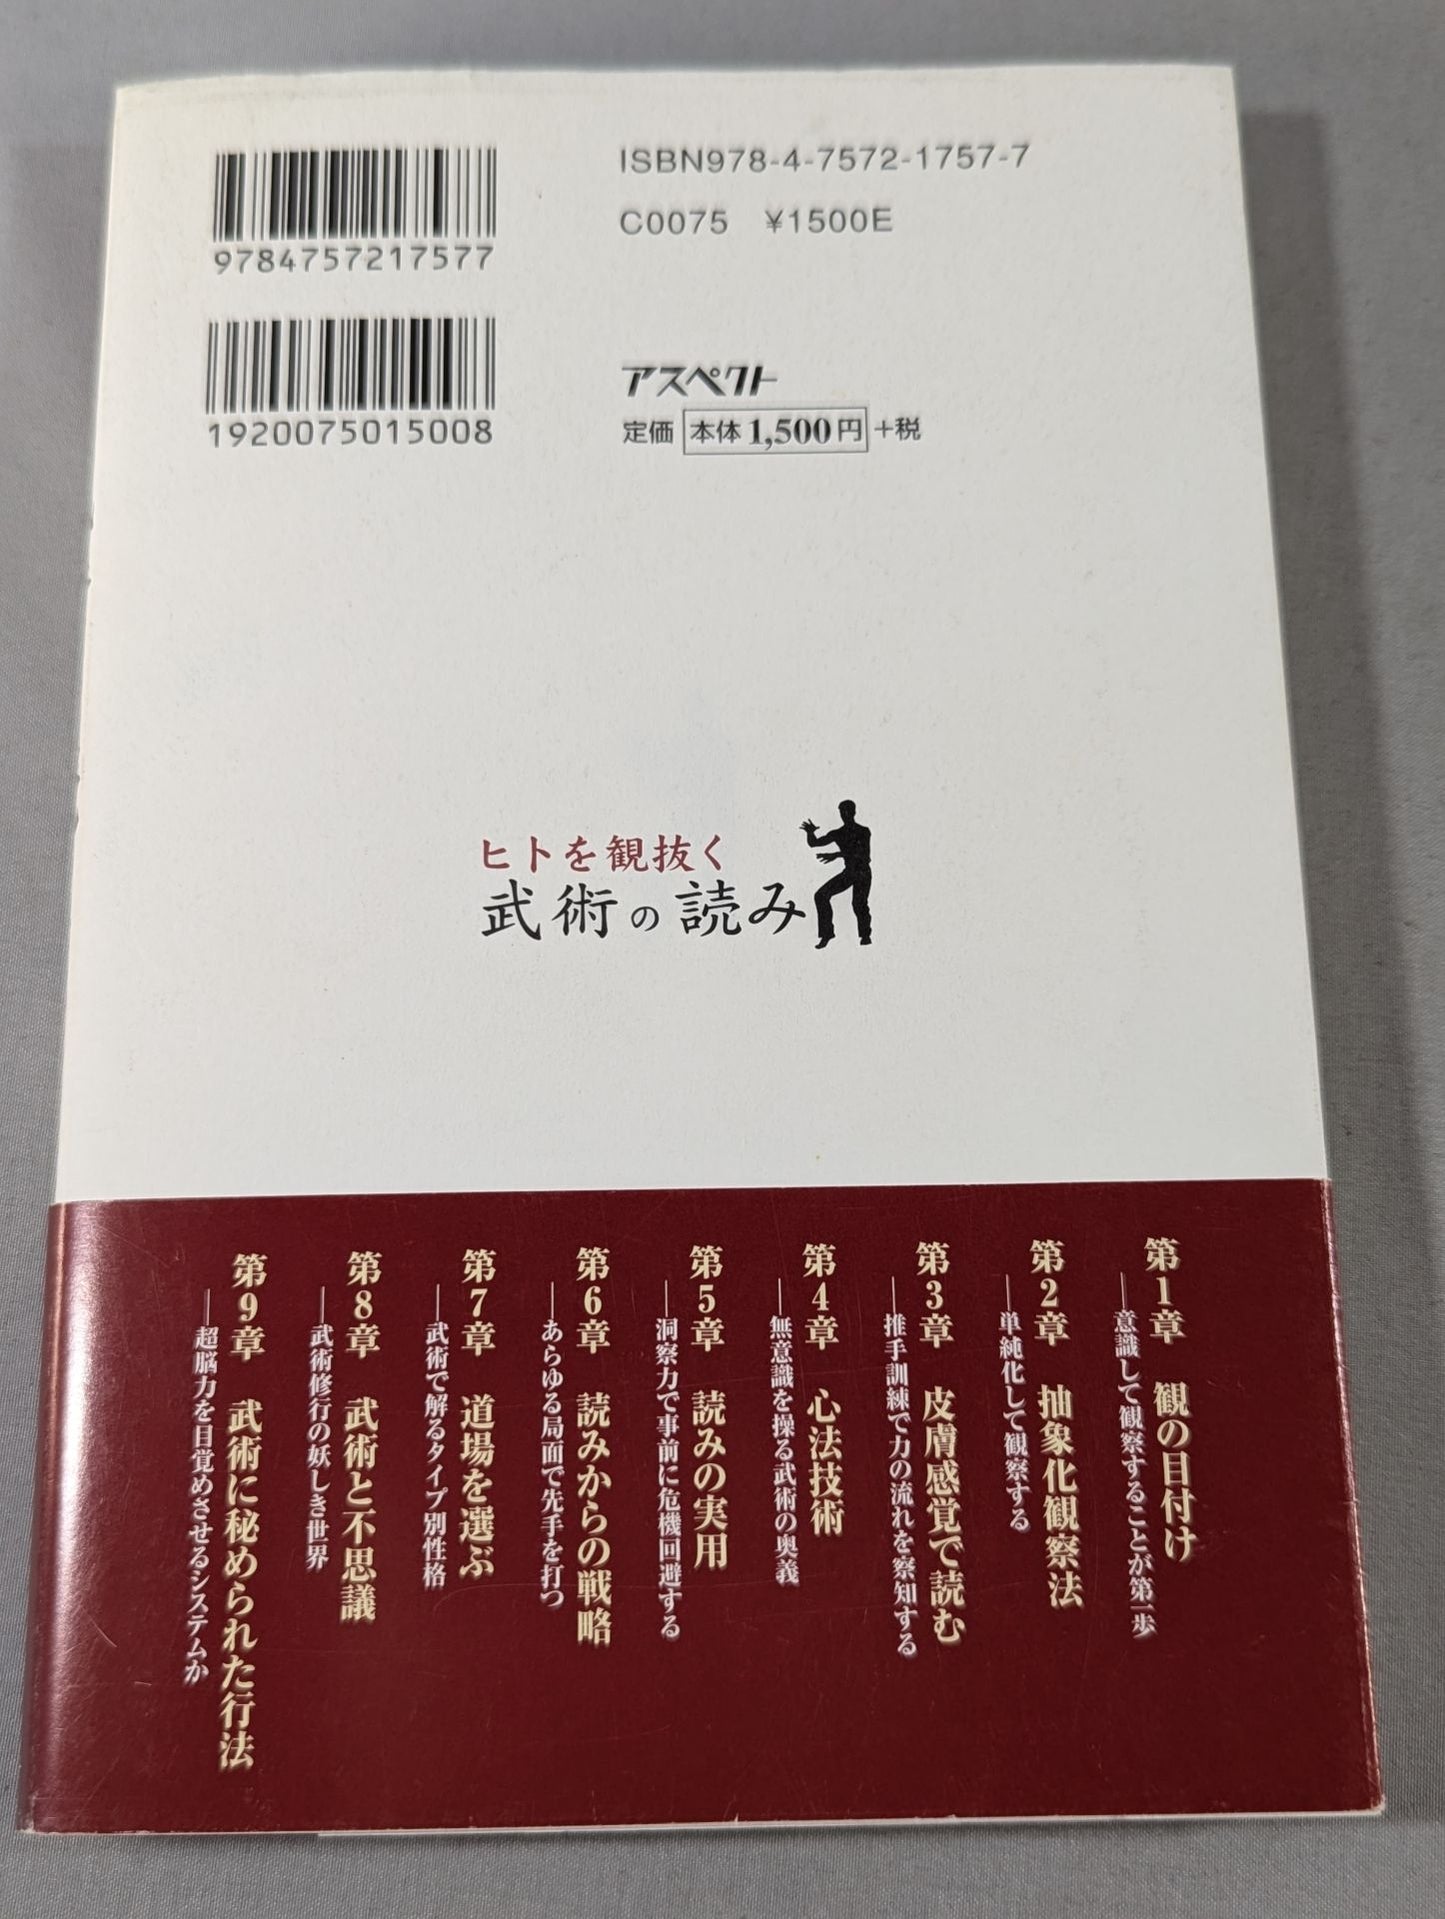 ISBN978-4-7572-1757-7
C0075 ¥1500E
9784757217577
1920075015008
アスペクト
定価 本体1,500円+税
ヒトを観抜く
武術の読み
第1章 観の目付け
──意識して観察することが第一歩
第2章 抽象化観察法
──単純化して観察する
第3章 皮膚感覚で読む
──推手訓練で力の流れを察知する
第4章 心法技術
──無意識を操る武術の奥義
第5章 読みの実用
──洞察力で事前に危機回避する
第6章 読みからの戦略
──あらゆる局面で先手を打つ
第7章 道場を選ぶ
──武術で解るタイプ別性格
第8章 武術と不思議
──武術修行の妖しき世界
第9章 武術に秘められた行法
──超脳力を目覚めさせるシステムか